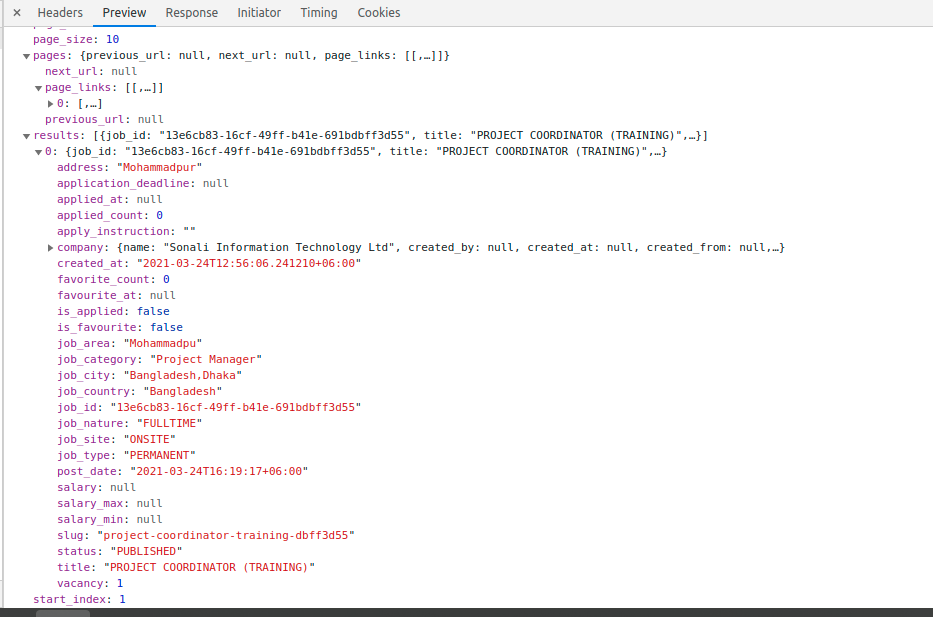 × Headers Preview Response Initiator Timing Cookies
page_size: 10
pages: {previous_url: null, next_url: null, page_links: [[,…]]}
next_url: null
page_links: [[,…]]
0: [,…]
previous_url: null
results: [{job_id: "13e6cb83-16cf-49ff-b41e-691bdbff3d55", title: "PROJECT COORDINATOR (TRAINING)",…}]
0: {job_id: "13e6cb83-16cf-49ff-b41e-691bdbff3d55", title: "PROJECT COORDINATOR (TRAINING)",…}
address: "Mohammadpur"
application_deadline: null
applied_at: null
applied_count: 0
apply_instruction: ""
company: {name: "Sonali Information Technology Ltd", created_by: null, created_at: null, created_from: null,…}
created_at: "2021-03-24T12:56:06.241210+06:00"
favorite_count: 0
favourite_at: null
is_applied: false
is_favourite: false
job_area: "Mohammadpu"
job_category: "Project Manager"
job_city: "Bangladesh,Dhaka"
job_country: "Bangladesh"
job_id: "13e6cb83-16cf-49ff-b41e-691bdbff3d55"
job_nature: "FULLTIME"
job_site: "ONSITE"
job_type: "PERMANENT"
post_date: "2021-03-24T16:19:17+06:00"
salary: null
salary_max: null
salary_min: null
slug: "project-coordinator-training-dbff3d55"
status: "PUBLISHED"
title: "PROJECT COORDINATOR (TRAINING)"
vacancy: 1
start_index: 1